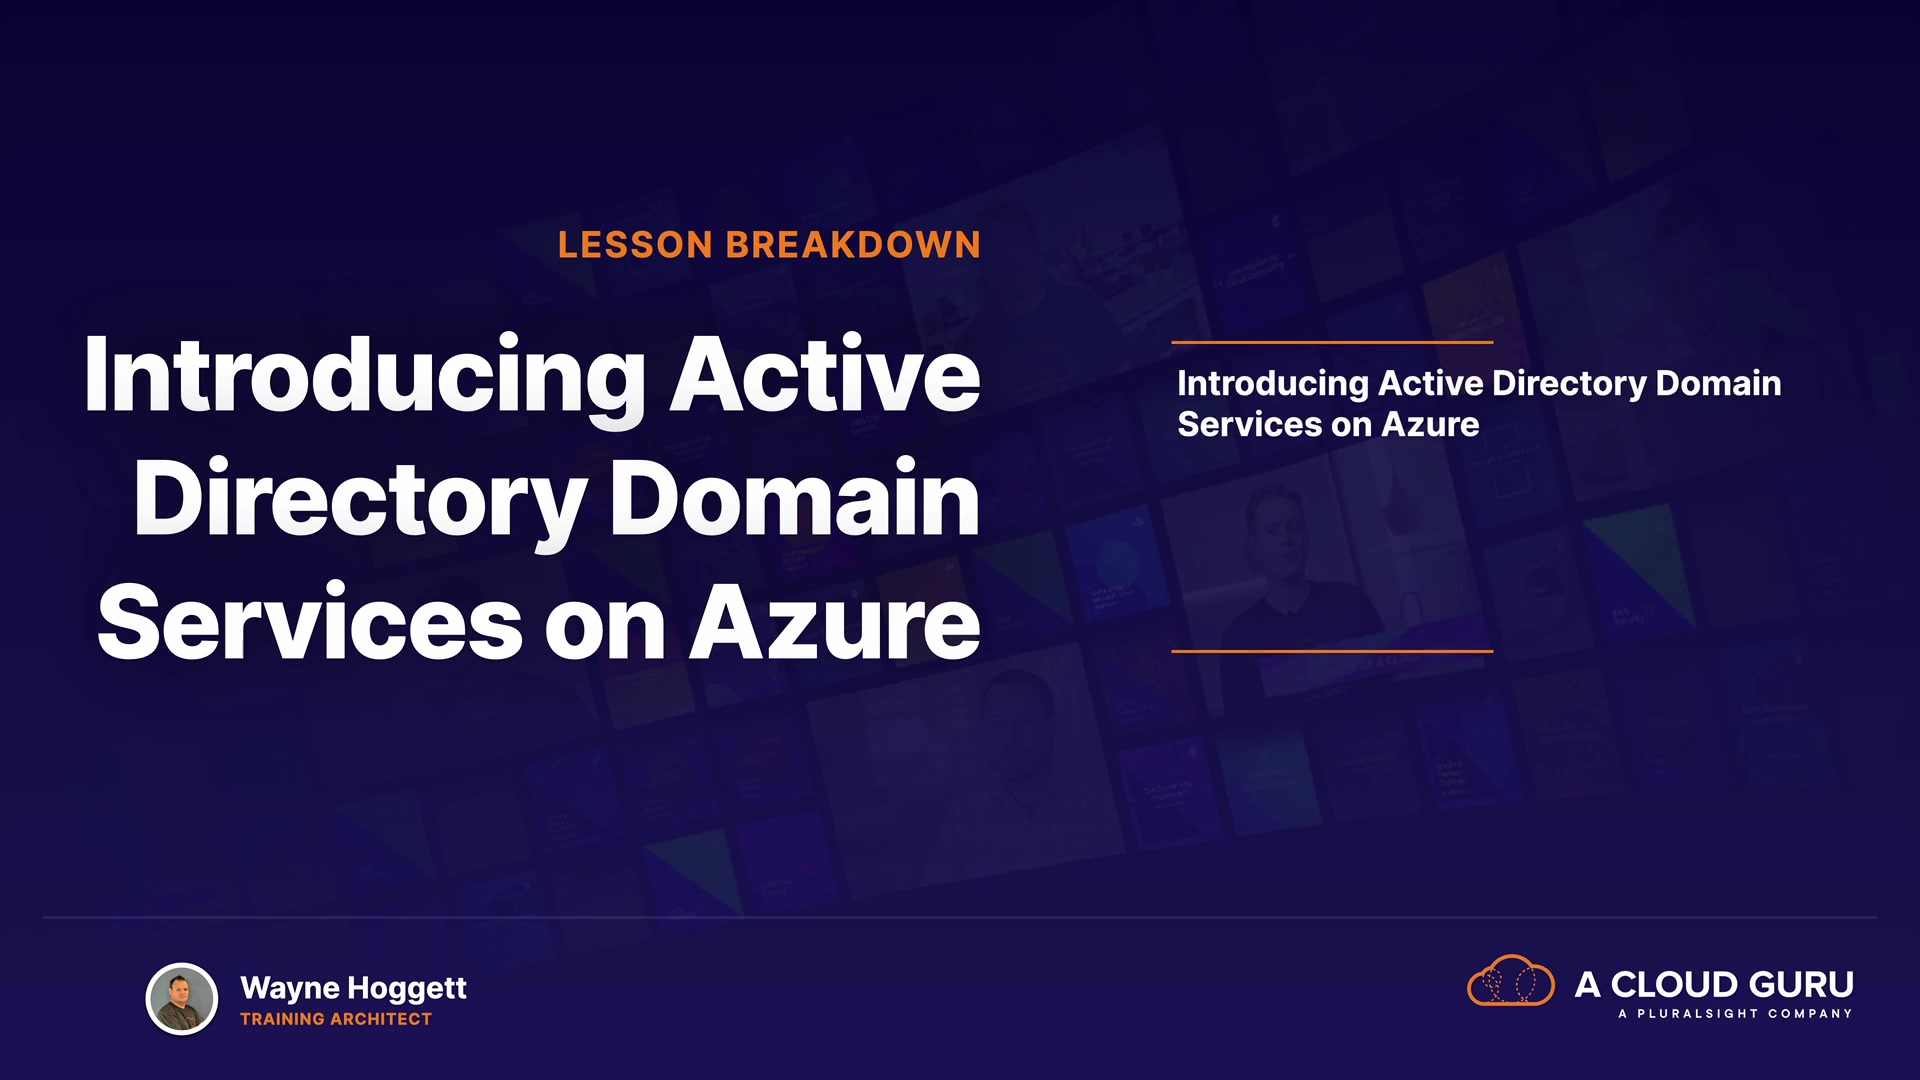 LESSON BREAKDOWN
Introducing Active
Directory Domain
Services on Azure
Introducing Active Directory Domain
Services on Azure
Wayne Hoggett
TRAINING ARCHITECT
A CLOUD GURU
A PLURALSIGHT COMPANY